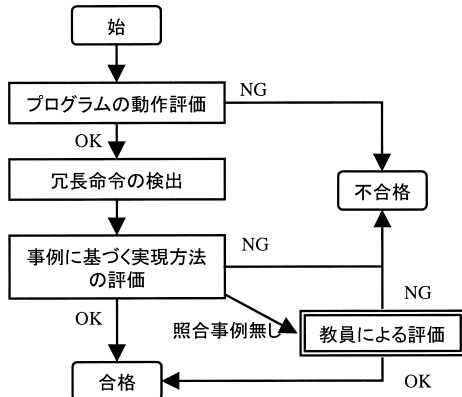 始
プログラムの動作評価
NG
OK
冗長命令の検出
不合格
事例に基づく実現方法
の評価
NG
NG
OK
照合事例無し
教員による評価
合格
OK